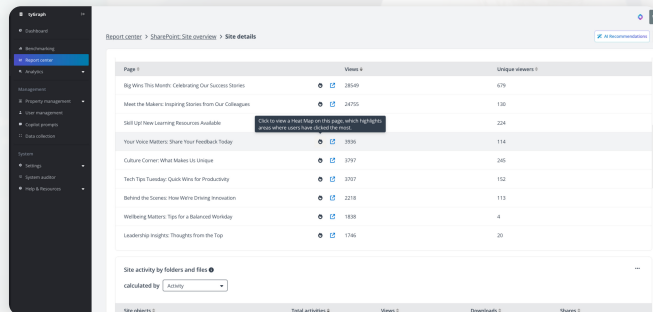 tyGraph
Dashboard
Benchmarking
Report center
Analytics
Management
Property management
User management
Copilot prompts
Data collection
System
Settings
System auditor
Help & Resources
Report center > SharePoint: Site overview > Site details
AI Recommendations
Page Views Unique viewers
Big Wins This Month: Celebrating Our Success Stories 28549 679
Meet the Makers: Inspiring Stories from Our Colleagues 24755 130
Skill Up! New Learning Resources Available 224
Click to view a Heat Map on this page, which highlights
areas where users have clicked the most.
Your Voice Matters: Share Your Feedback Today 3936 114
Culture Corner: What Makes Us Unique 3797 245
Tech Tips Tuesday: Quick Wins for Productivity 3707 152
Behind the Scenes: How We're Driving Innovation 2218 113
Wellbeing Matters: Tips for a Balanced Workday 1838 4
Leadership Insights: Thoughts from the Top 1746 20
Site activity by folders and files
calculated by Activity
Site objects Total activities Views Downloads Shares